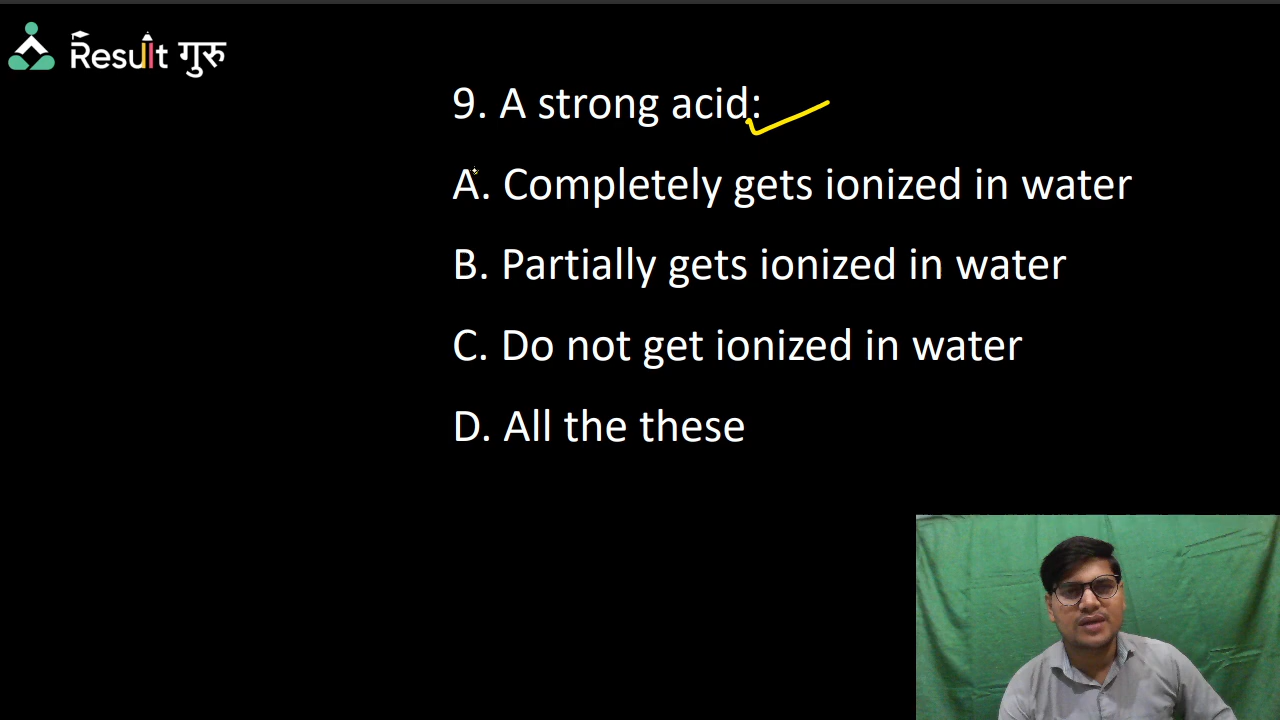 Result गुरु
9. A strong acid:
A. Completely gets ionized in water
B. Partially gets ionized in water
C. Do not get ionized in water
D. All the these